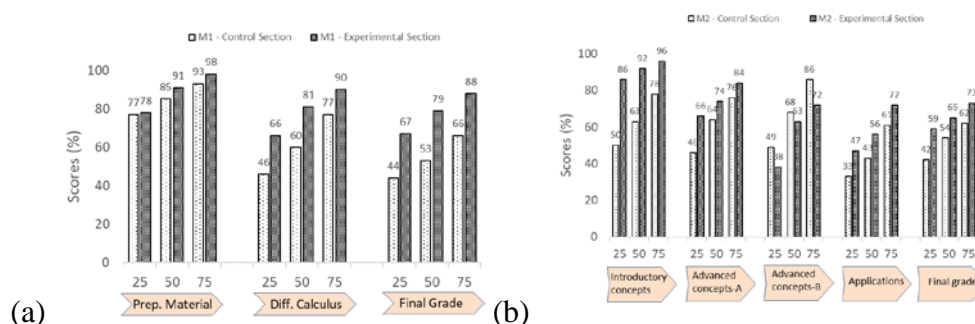 M1 - Control Section M1 - Experimental Section
100
80
60
40
20
0
Scores (%)
77 78 85 91 93 98
46 66 60 81 77 90
44 67 53 79 66 88
25 50 75 25 50 75 25 50 75
Prep. Material Diff. Calculus Final Grade
(a)
M2 - Control Section M2 - Experimental Section
100
80
60
40
20
0
Scores (%)
50 86 63 92 78 96
46 66 64 74 76 84
49 38 68 63 86 72
33 47 43 56 61 72
42 59 54 65 62 73
25 50 75 25 50 75 25 50 75 25 50 75 25 50 75
Introductory concepts Advanced concepts-A Advanced concepts-B Applications Final grade
(b)